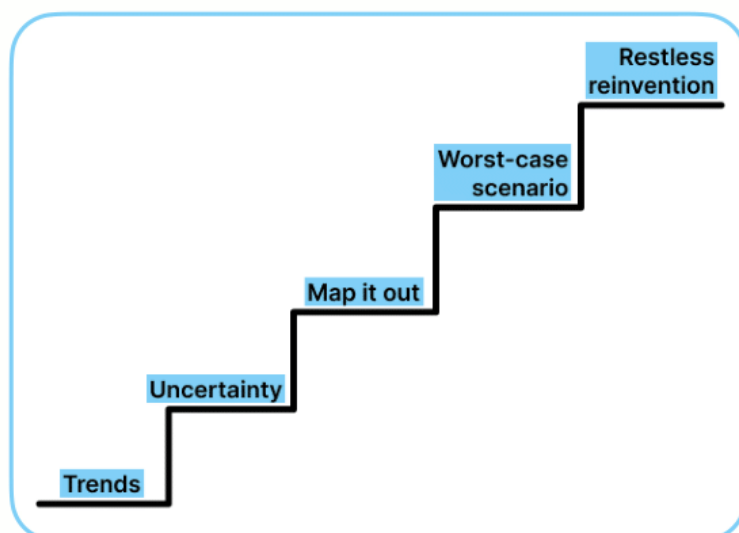 Restless
reinvention
Worst-case
scenario
Map it out
Uncertainty
Trends